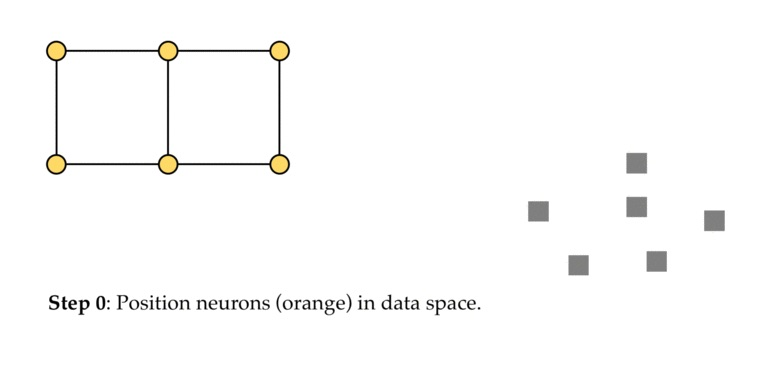 Step 0: Position neurons (orange) in data space.